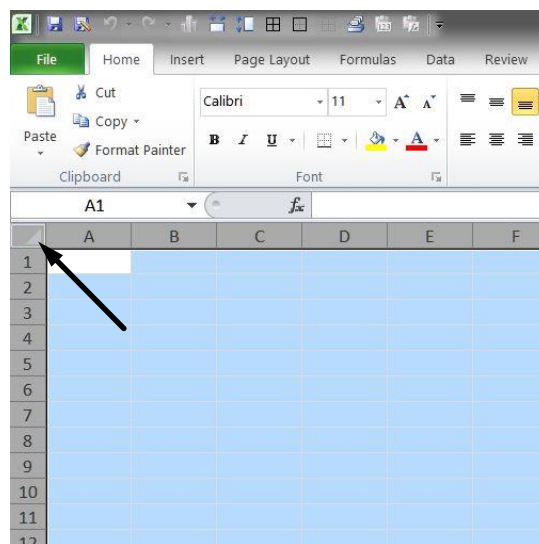 File Home Insert Page Layout Formulas Data Review
Cut
Calibri 11 A A
Copy
Paste
B I U A
Format Painter
Clipboard Font
A1 fx
A B C D E F
1
2
3
4
5
6
7
8
9
10
11
12